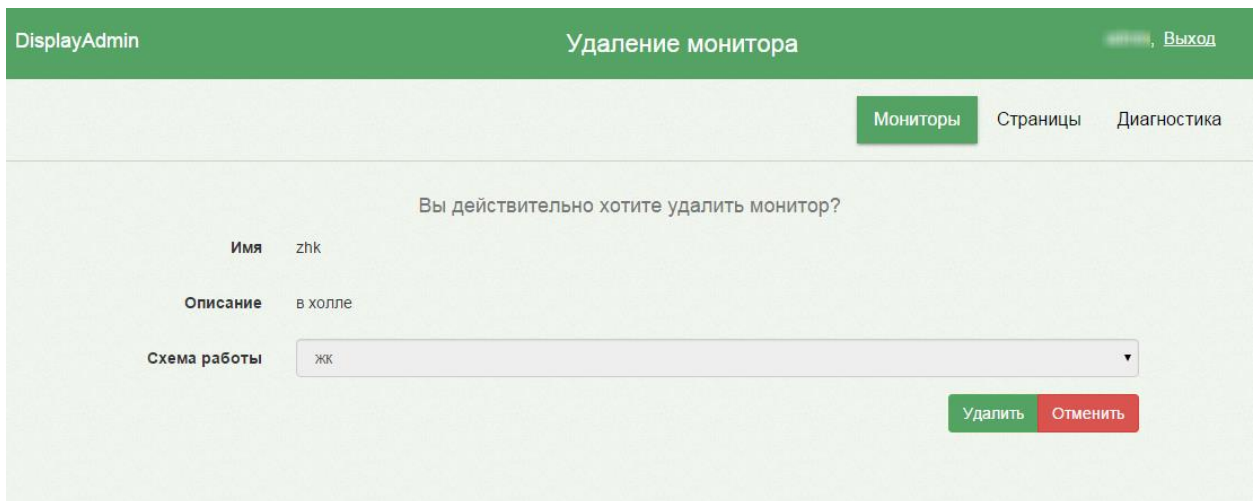 DisplayAdmin Удаление монитора , Выход
Мониторы Страницы Диагностика
Вы действительно хотите удалить монитор?
Имя zhk
Описание в холле
Схема работы жк
Удалить Отменить